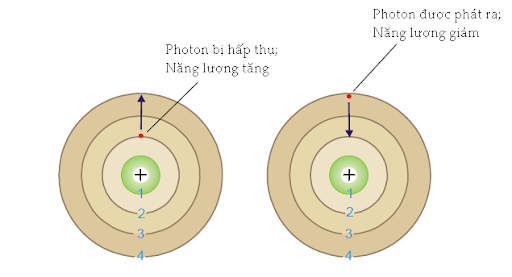 Photon bị hấp thụ;
Năng lượng tăng
Photon được phát ra;
Năng lượng giảm
+
1
2
3
4
+
1
2
3
4